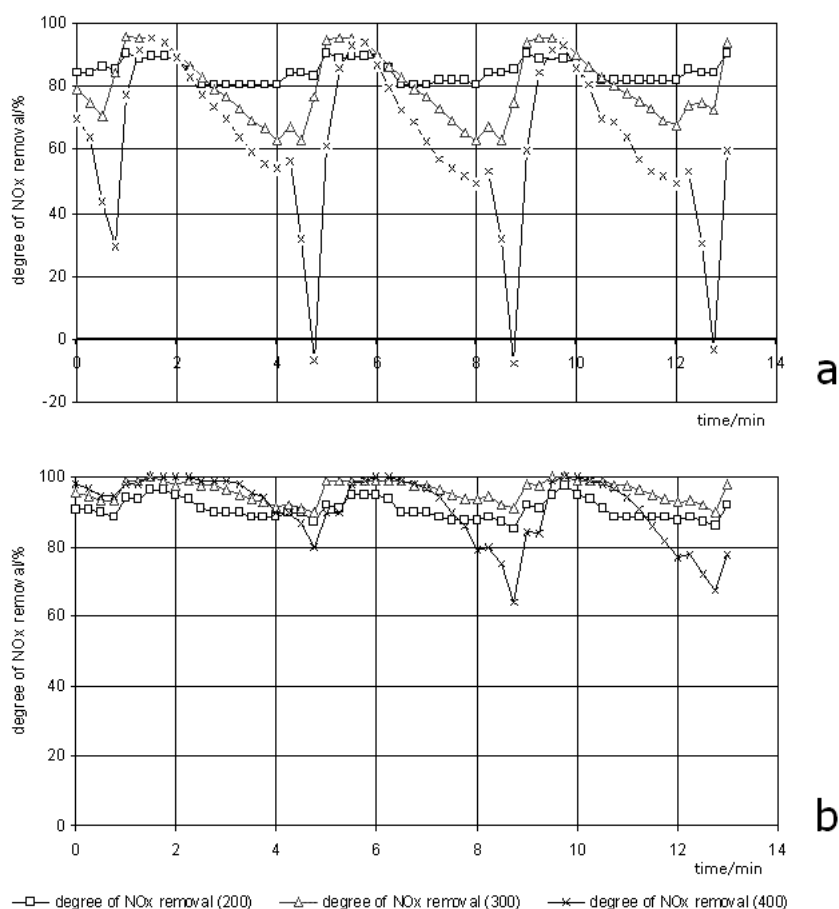 100
80
60
40
20
0
-20
degree of NOx removal/%
0 2 4 6 8 10 12 14
time/min
a
100
80
60
40
20
0
degree of NOx removal/%
0 2 4 6 8 10 12 14
time/min
b
degree of NOx removal (200) degree of NOx removal (300) degree of NOx removal (400)